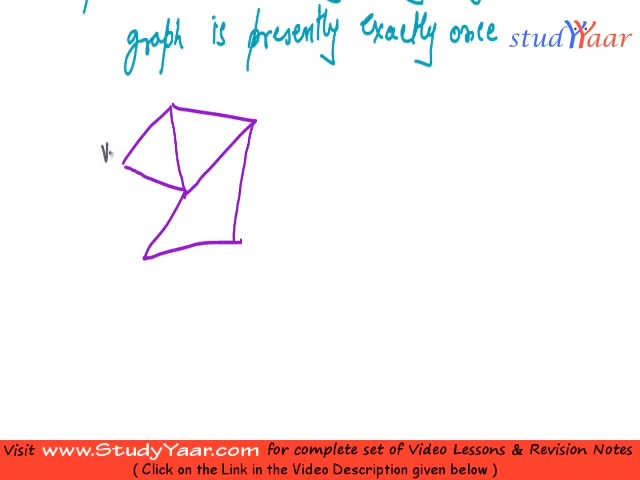 graph is presently exactly once
studYYaar
V
Visit www.StudyYaar.com for complete set of Video Lessons & Revision Notes
( Click on the Link in the Video Description given below )